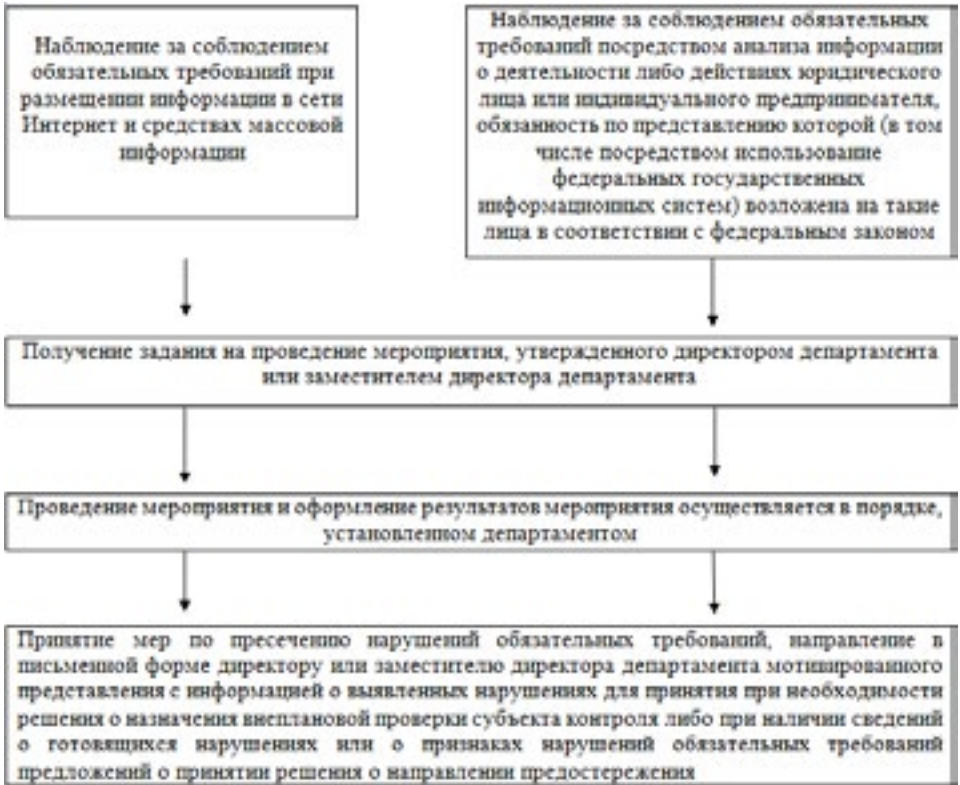 Наблюдение за соблюдением
обязательных требований при
размещении информации в сети
Интернет и средствах массовой
информации
Наблюдение за соблюдением обязательных
требований посредством анализа информации
о деятельности либо действиях юридического
лица или индивидуального предпринимателя,
обязанность по представлению которой (в том
числе посредством использование
федеральных государственных
информационных систем) возложена на такие
лица в соответствии с федеральным законом
Получение задания на проведение мероприятия, утвержденного директором департамента
или заместителем директора департамента
Проведение мероприятия и оформление результатов мероприятия осуществляется в порядке,
установленном департаментом
Принятие мер по пресечению нарушений обязательных требований, направление в
письменной форме директору или заместителю директора департамента мотивированного
представления с информацией о выявленных нарушениях для принятия при необходимости
решения о назначения внеплановой проверки субъекта контроля либо при наличии сведений
о готовящихся нарушениях или о признаках нарушений обязательных требований
предложений о принятии решения о направлении предостережения